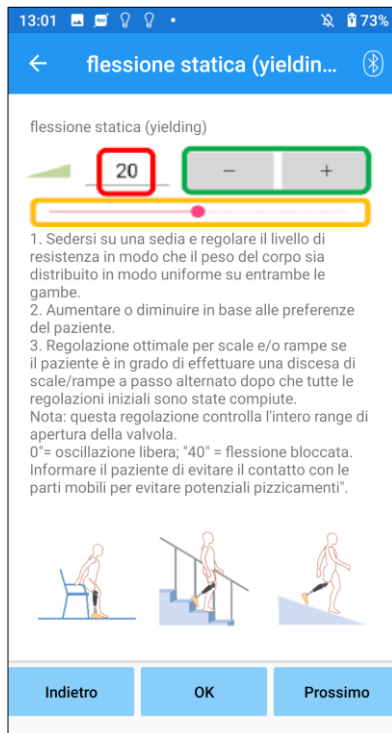 13:01 73%
flessione statica (yieldin...
flessione statica (yielding)
20 − +
1. Sedersi su una sedia e regolare il livello di
resistenza in modo che il peso del corpo sia
distribuito in modo uniforme su entrambe le
gambe.
2. Aumentare o diminuire in base alle preferenze
del paziente.
3. Regolazione ottimale per scale e/o rampe se
il paziente è in grado di effettuare una discesa di
scale/rampe a passo alternato dopo che tutte le
regolazioni iniziali sono state compiute.
Nota: questa regolazione controlla l'intero range di
apertura della valvola.
0"= oscillazione libera; "40" = flessione bloccata.
Informare il paziente di evitare il contatto con le
parti mobili per evitare potenziali pizzicamenti".
Indietro OK Prossimo